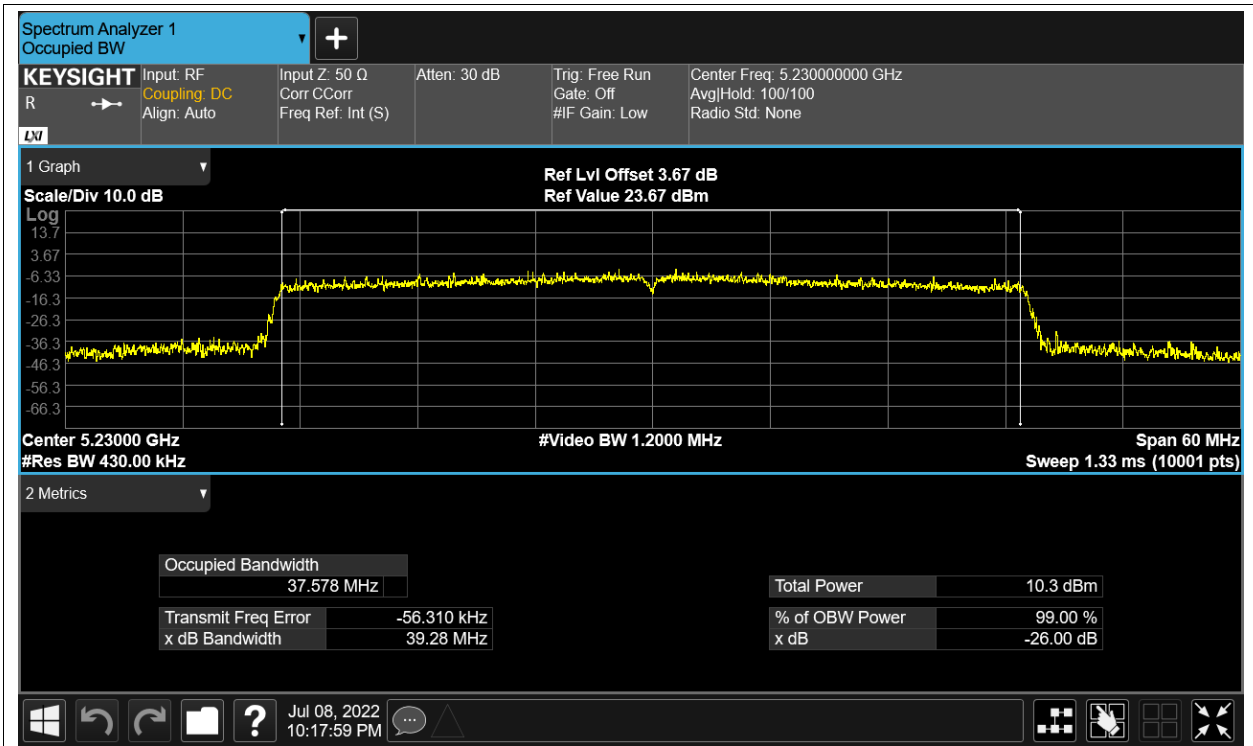 Spectrum Analyzer 1
Occupied BW
KEYSIGHT
R
LXI
Input: RF
Coupling: DC
Align: Auto
Input Z: 50 Ω
Corr CCorr
Freq Ref: Int (S)
Atten: 30 dB
Trig: Free Run
Gate: Off
#IF Gain: Low
Center Freq: 5.230000000 GHz
Avg|Hold: 100/100
Radio Std: None
1 Graph
Scale/Div 10.0 dB
Ref Lvl Offset 3.67 dB
Ref Value 23.67 dBm
Log
13.7
3.67
-6.33
-16.3
-26.3
-36.3
-46.3
-56.3
-66.3
Center 5.23000 GHz
#Video BW 1.2000 MHz
Span 60 MHz
#Res BW 430.00 kHz
Sweep 1.33 ms (10001 pts)
2 Metrics
Occupied Bandwidth
37.578 MHz
Total Power 10.3 dBm
Transmit Freq Error -56.310 kHz
% of OBW Power 99.00 %
x dB Bandwidth 39.28 MHz
x dB -26.00 dB
?
Jul 08, 2022
10:17:59 PM